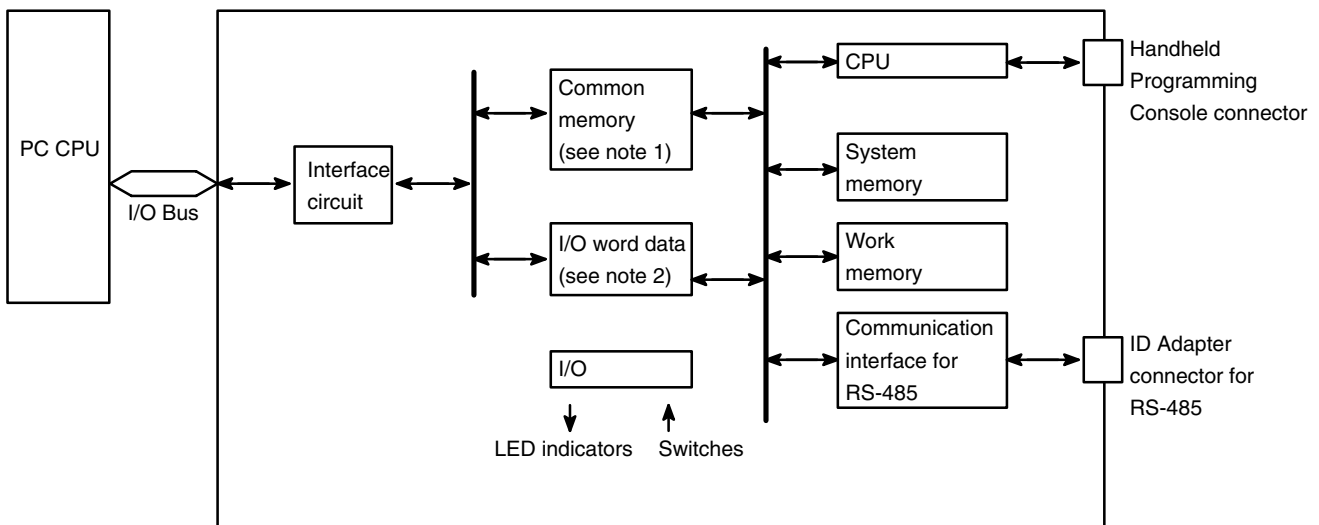 PC CPU
I/O Bus
Interface
circuit
Common
memory
(see note 1)
I/O word data
(see note 2)
I/O
LED indicators
Switches
CPU
System
memory
Work
memory
Communication
interface for
RS-485
Handheld
Programming
Console connector
ID Adapter
connector for
RS-485